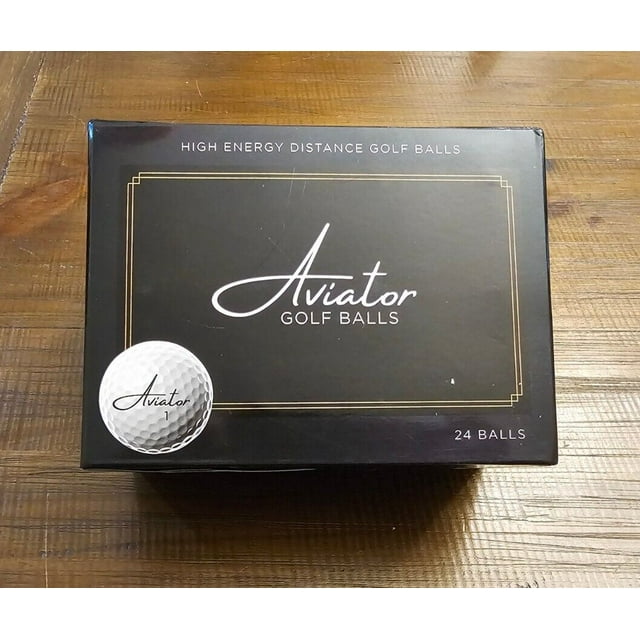 HIGH ENERGY DISTANCE GOLF BALLS
Aviator
GOLF BALLS
Aviator
1
24 BALLS